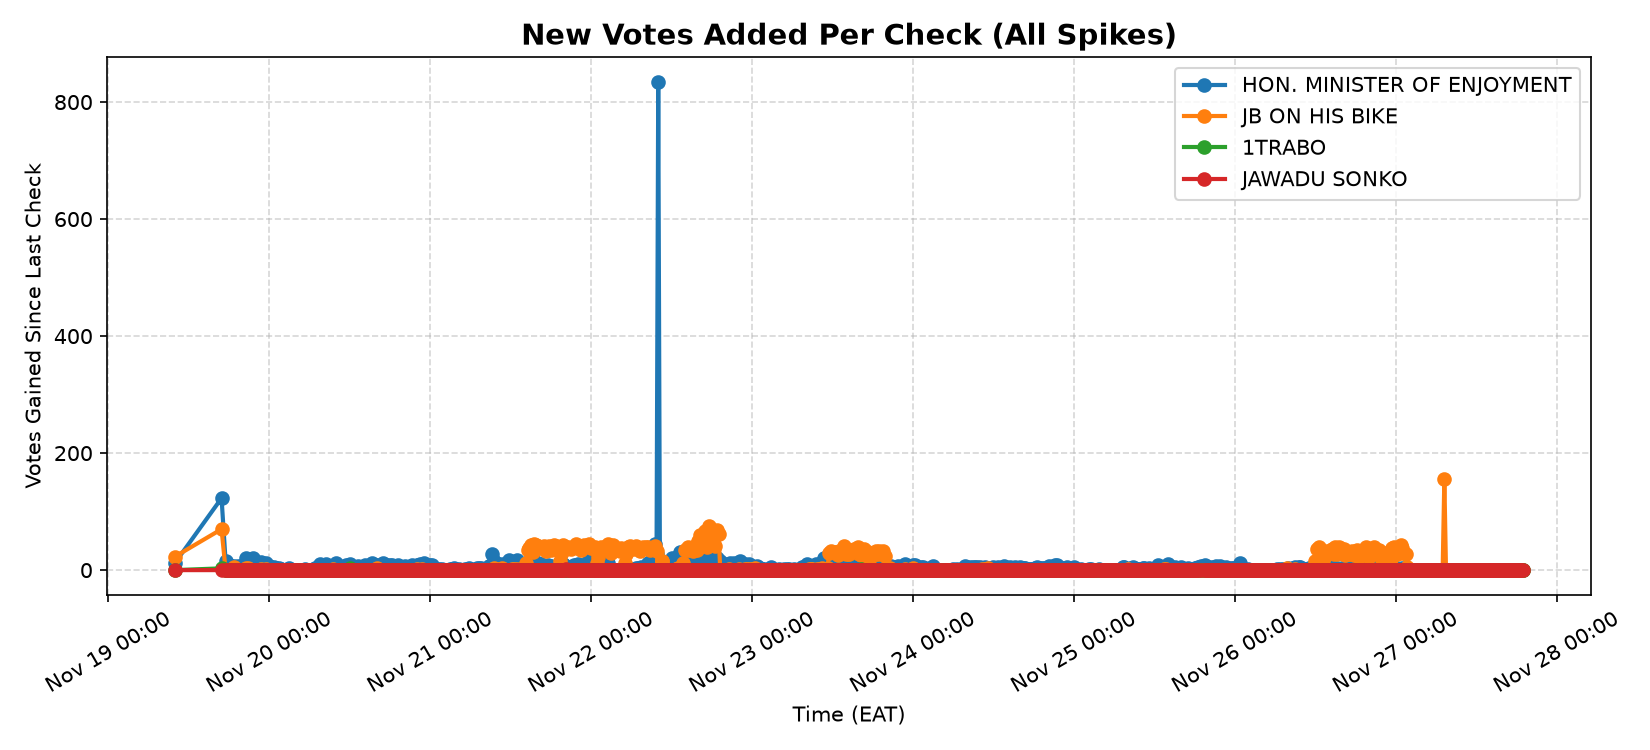 New Votes Added Per Check (All Spikes)
HON. MINISTER OF ENJOYMENT
JB ON HIS BIKE
1TRABO
JAWADU SONKO
Votes Gained Since Last Check
800
600
400
200
0
Nov 19 00:00
Nov 20 00:00
Nov 21 00:00
Nov 22 00:00
Nov 23 00:00
Nov 24 00:00
Nov 25 00:00
Nov 26 00:00
Nov 27 00:00
Nov 28 00:00
Time (EAT)